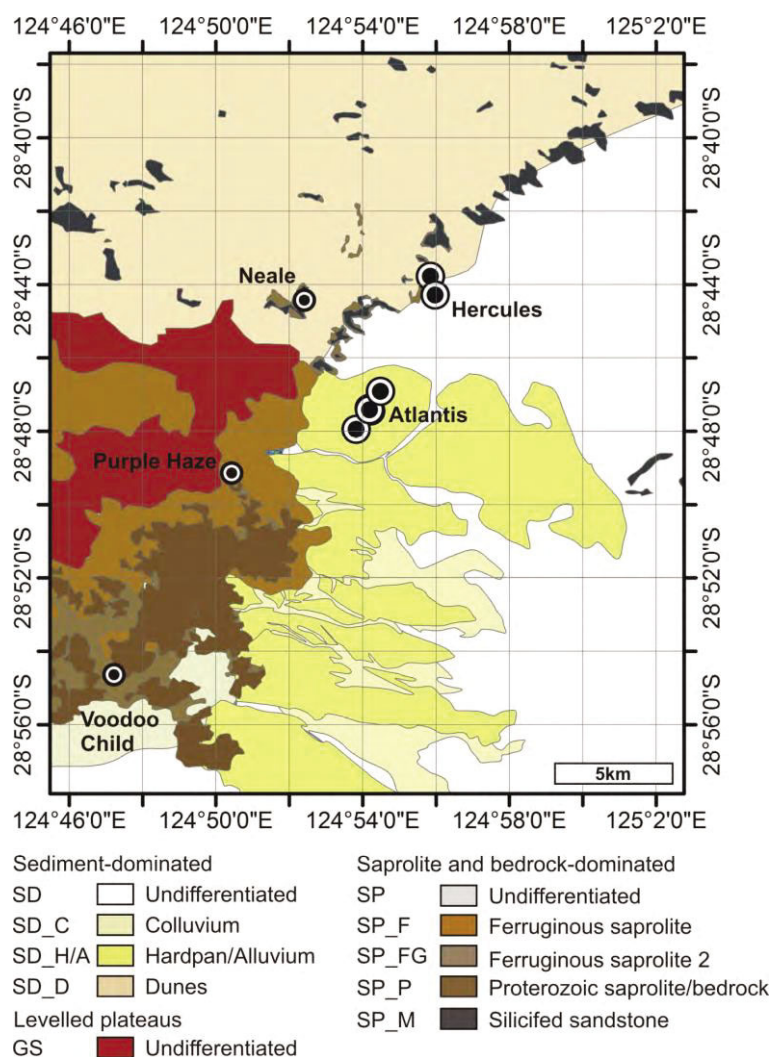 124°46'0"E 124°50'0"E 124°54'0"E 124°58'0"E 125°2'0"E
28°40'0"S 28°40'0"S
28°44'0"S 28°44'0"S
Neale
Hercules
28°48'0"S 28°48'0"S
Atlantis
Purple Haze
28°52'0"S 28°52'0"S
28°56'0"S 28°56'0"S
Voodoo
Child
5km
124°46'0"E 124°50'0"E 124°54'0"E 124°58'0"E 125°2'0"E
Sediment-dominated
SD Undifferentiated
SD_C Colluvium
SD_H/A Hardpan/Alluvium
SD_D Dunes
Levelled plateaus
GS Undifferentiated
Saprolite and bedrock-dominated
SP Undifferentiated
SP_F Ferruginous saprolite
SP_FG Ferruginous saprolite 2
SP_P Proterozoic saprolite/bedrock
SP_M Silicifed sandstone